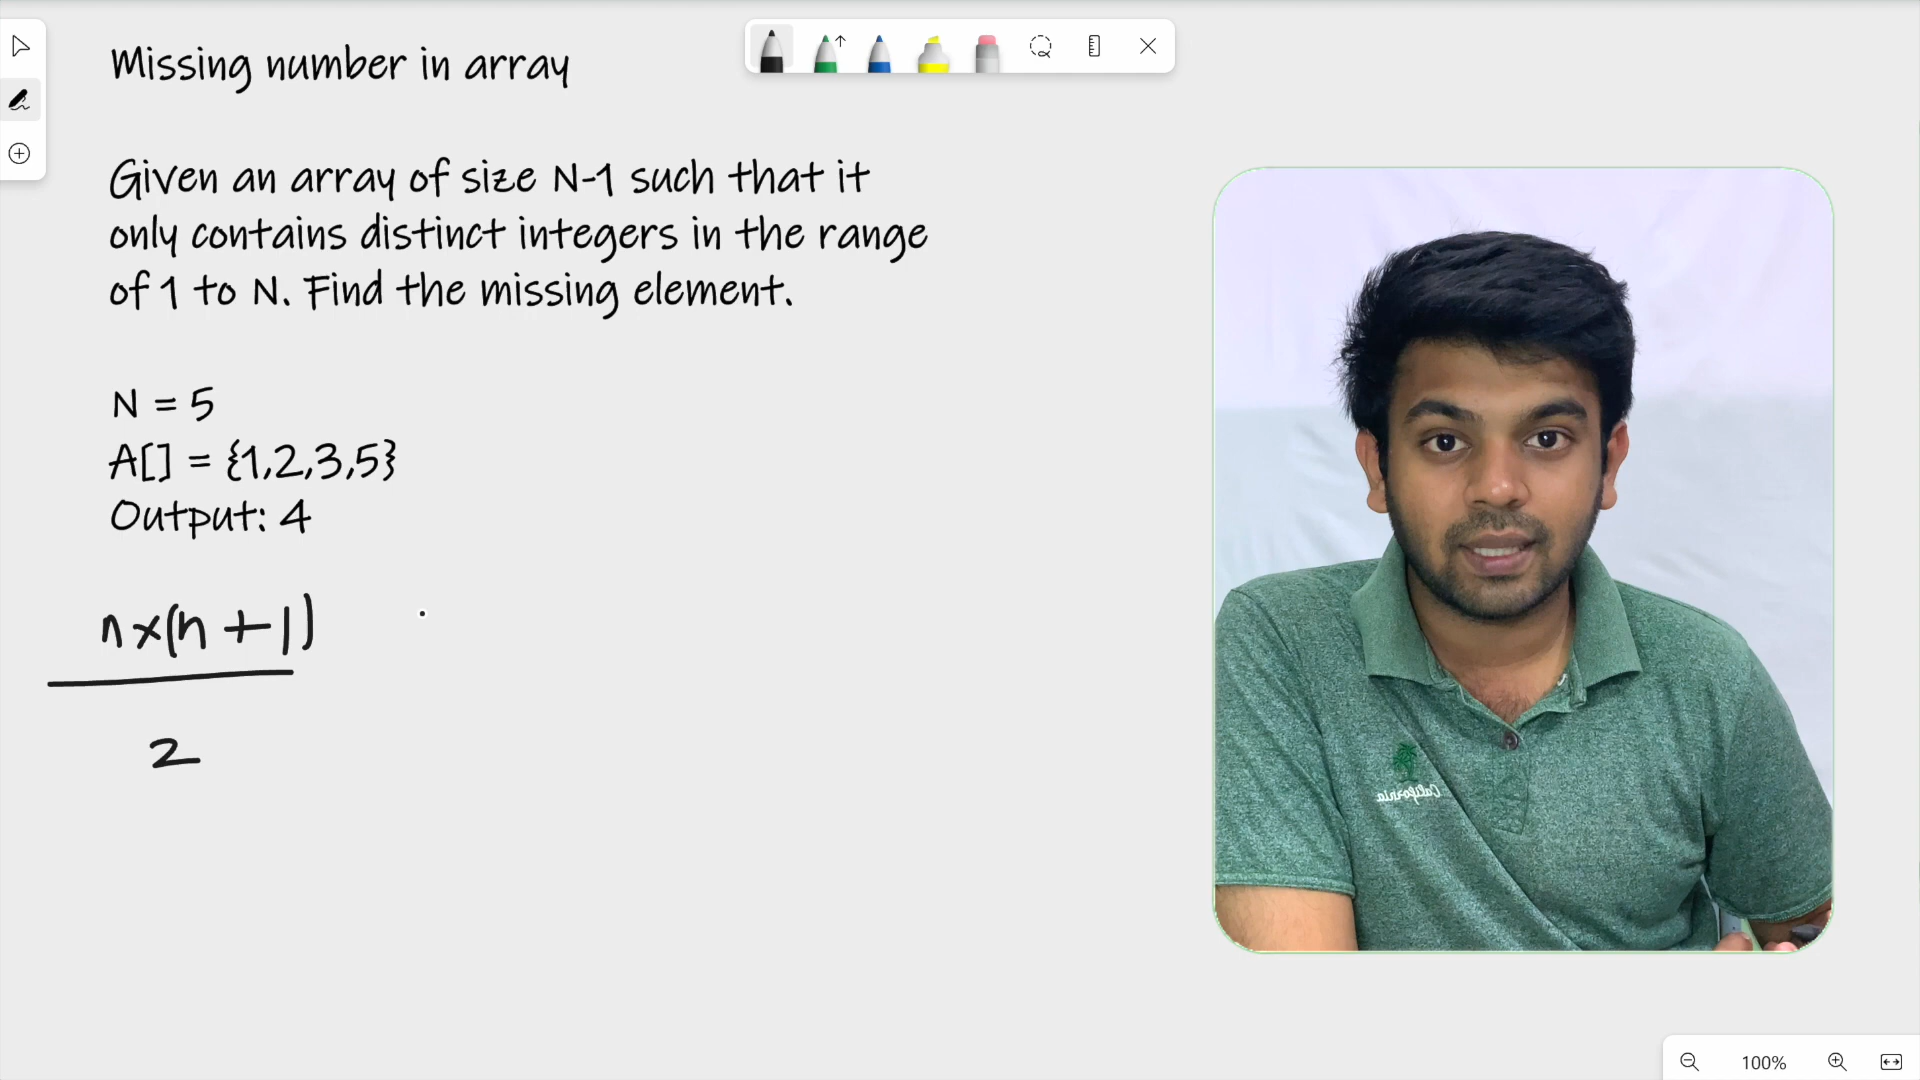 Missing number in array
Given an array of size N-1 such that it
only contains distinct integers in the range
of 1 to N. Find the missing element.
N = 5
A[] = {1,2,3,5}
Output: 4
n×(n+1)
2
California
100%